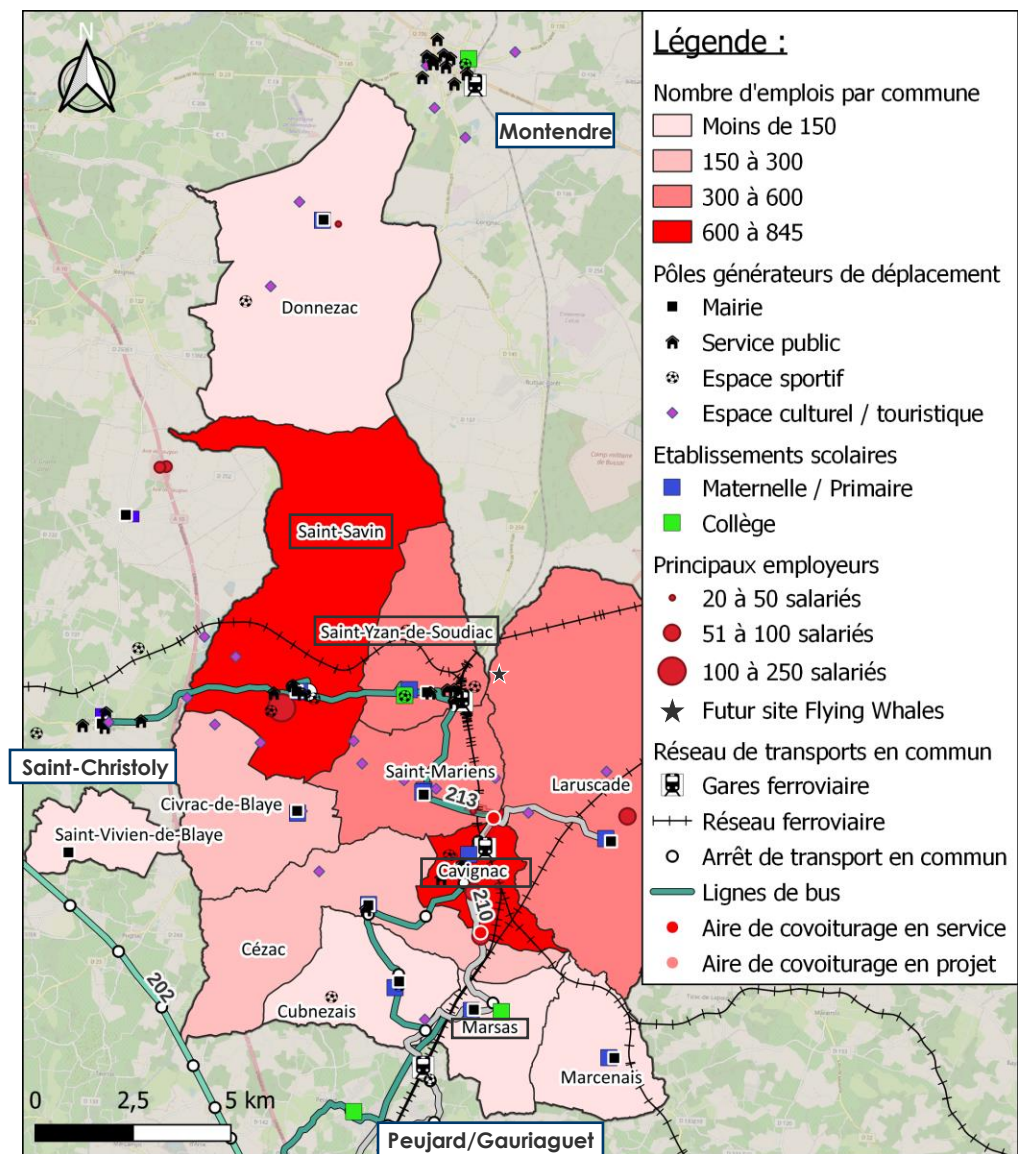 N
Montendre
Donnezac
Saint-Savin
Saint-Yzan-de-Soudiac
Saint-Christoly
Civrac-de-Blaye
Saint-Mariens
213
Laruscade
Saint-Vivien-de-Blaye
Cavignac
210
Cézac
202
Cubnezais
Marsas
Marcenais
0 2,5 5 km
Peujard/Gauriaguet
Légende :
Nombre d'emplois par commune
Moins de 150
150 à 300
300 à 600
600 à 845
Pôles générateurs de déplacement
Mairie
Service public
Espace sportif
Espace culturel / touristique
Etablissements scolaires
Maternelle / Primaire
Collège
Principaux employeurs
20 à 50 salariés
51 à 100 salariés
100 à 250 salariés
Futur site Flying Whales
Réseau de transports en commun
Gares ferroviaire
Réseau ferroviaire
Arrêt de transport en commun
Lignes de bus
Aire de covoiturage en service
Aire de covoiturage en projet